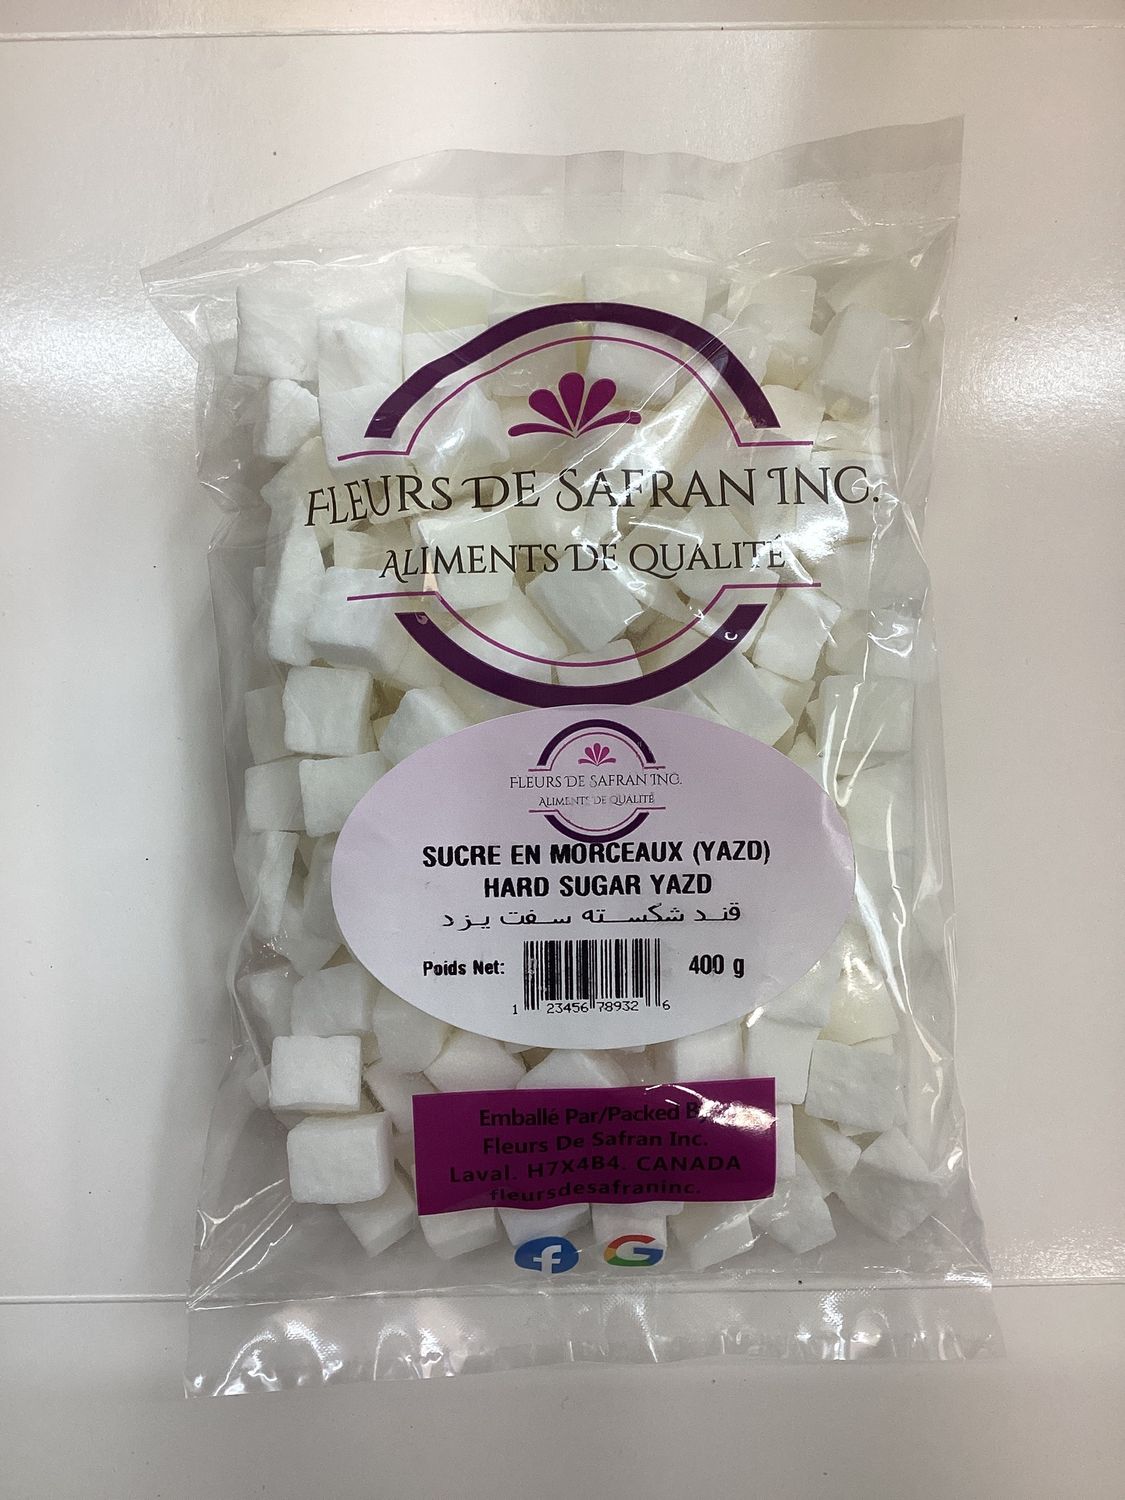 FLEURS DE SAFRAN INC.
ALIMENTS DE QUALITÉ
FLEURS DE SAFRAN INC.
ALIMENTS DE QUALITÉ
SUCRE EN MORCEAUX (YAZD)
HARD SUGAR YAZD
قند شکسته سفت یزد
Poids Net: 400 g
1 23456 78932 6
Emballé Par/Packed By
Fleurs De Safran Inc.
Laval. H7X4B4. CANADA
fleursdesafraninc.
f G